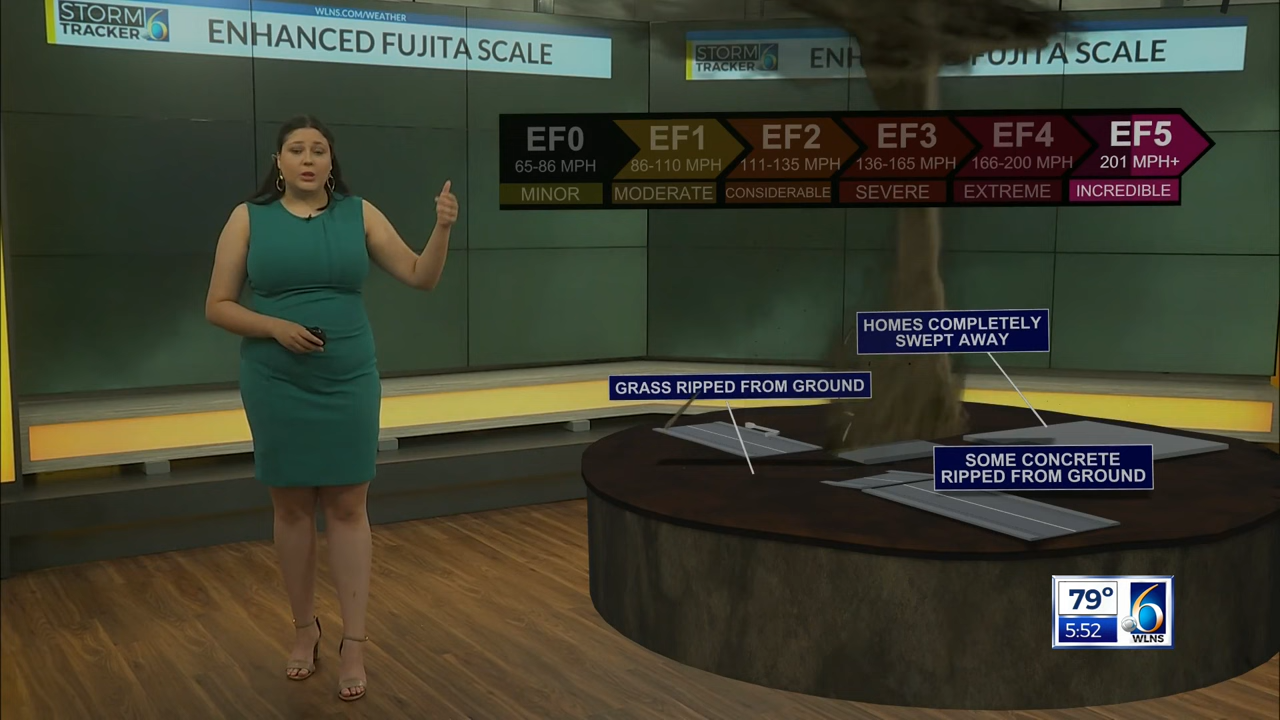 WLNS.COM/WEATHER
STORM
TRACKER 6
ENHANCED FUJITA SCALE
STORM
TRACKER 6
ENHANCED FUJITA SCALE
EF0
65-86 MPH
MINOR
EF1
86-110 MPH
MODERATE
EF2
111-135 MPH
CONSIDERABLE
EF3
136-165 MPH
SEVERE
EF4
166-200 MPH
EXTREME
EF5
201 MPH+
INCREDIBLE
HOMES COMPLETELY
SWEPT AWAY
GRASS RIPPED FROM GROUND
SOME CONCRETE
RIPPED FROM GROUND
79°
5:52
6
WLNS